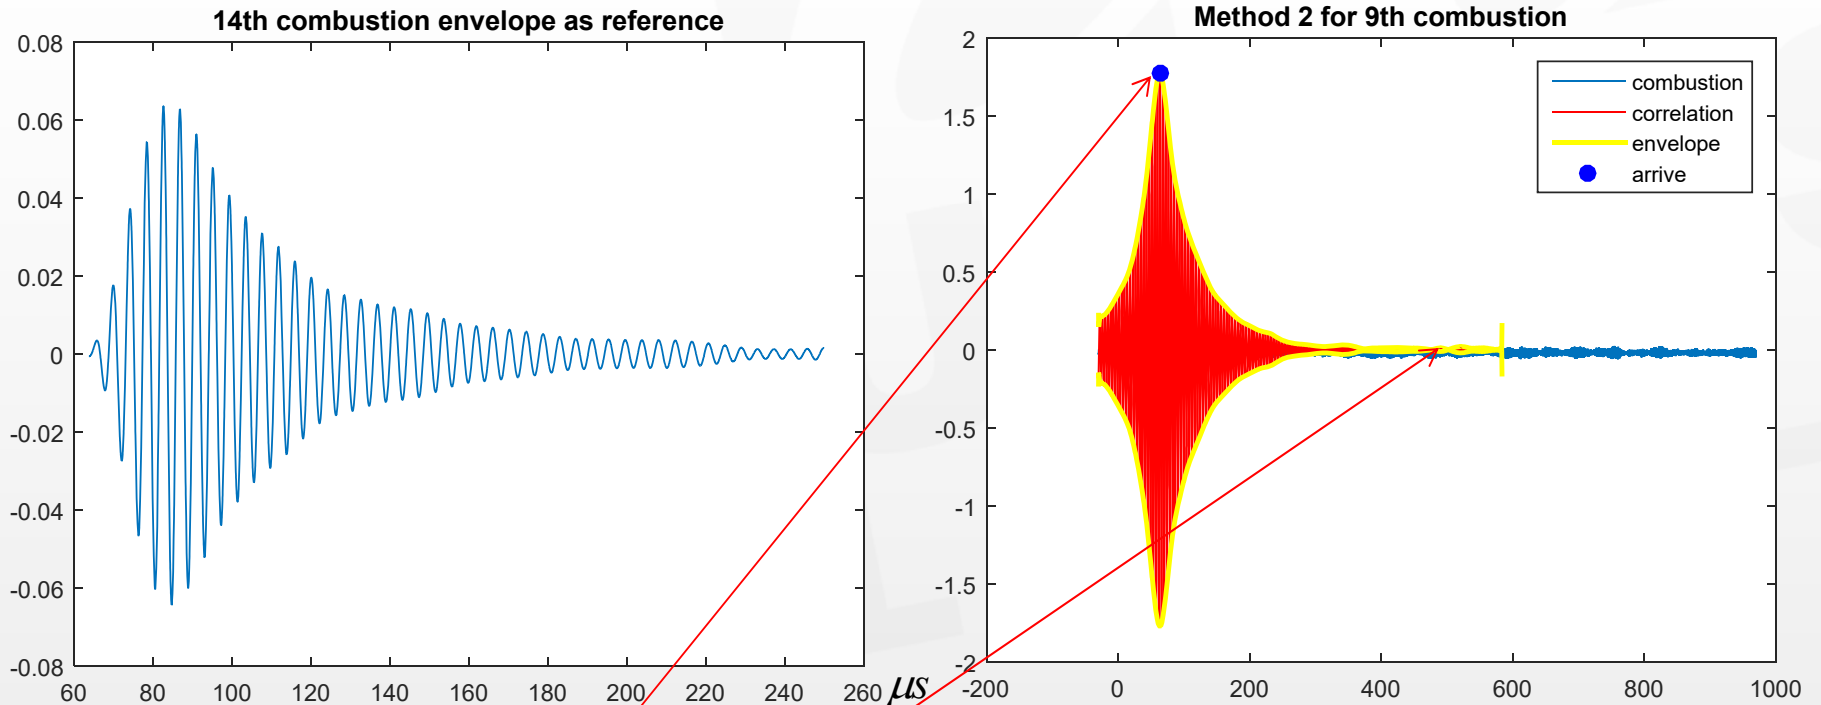 14th combustion envelope as reference
0.08
0.06
0.04
0.02
0
-0.02
-0.04
-0.06
-0.08
60 80 100 120 140 160 180 200 220 240 260
μs
Method 2 for 9th combustion
2
1.5
1
0.5
0
-0.5
-1
-1.5
-2
-200 0 200 400 600 800 1000
combustion
correlation
envelope
arrive